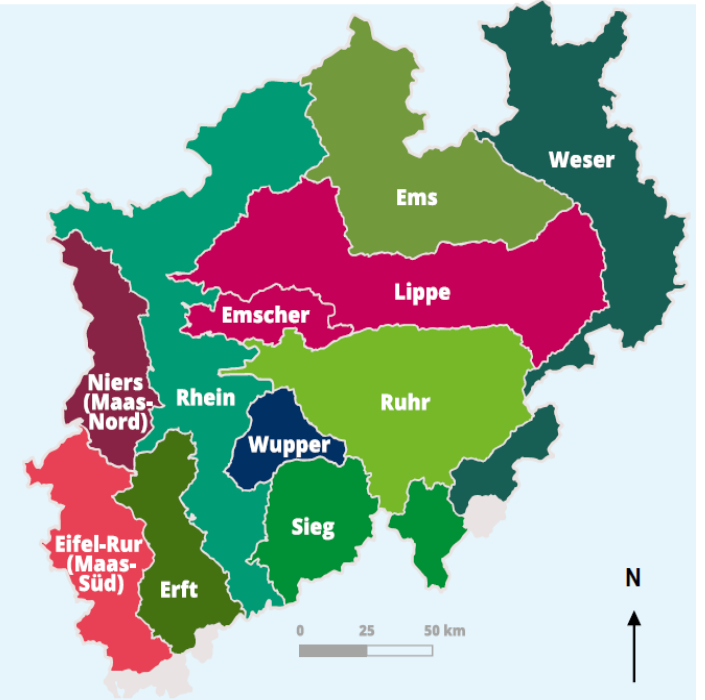 Weser
Ems
Lippe
Emscher
Niers
(Maas-
Nord)
Rhein
Ruhr
Wupper
Sieg
Eifel-Rur
(Maas-
Süd)
Erft
N
0 25 50 km